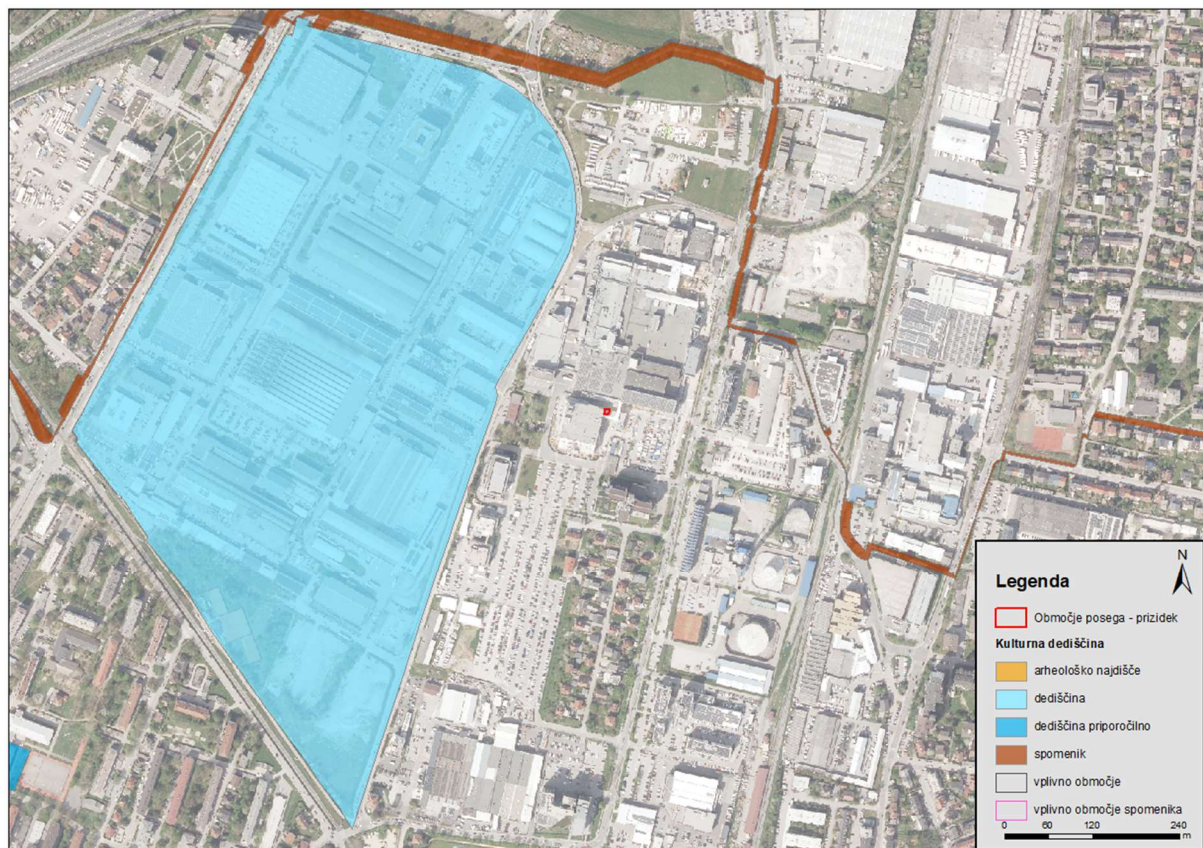 N
Legenda
Območje posega - prizidek
Kulturna dediščina
arheološko najdišče
dediščina
dediščina priporočilno
spomenik
vplivno območje
vplivno območje spomenika
0 60 120 240
m